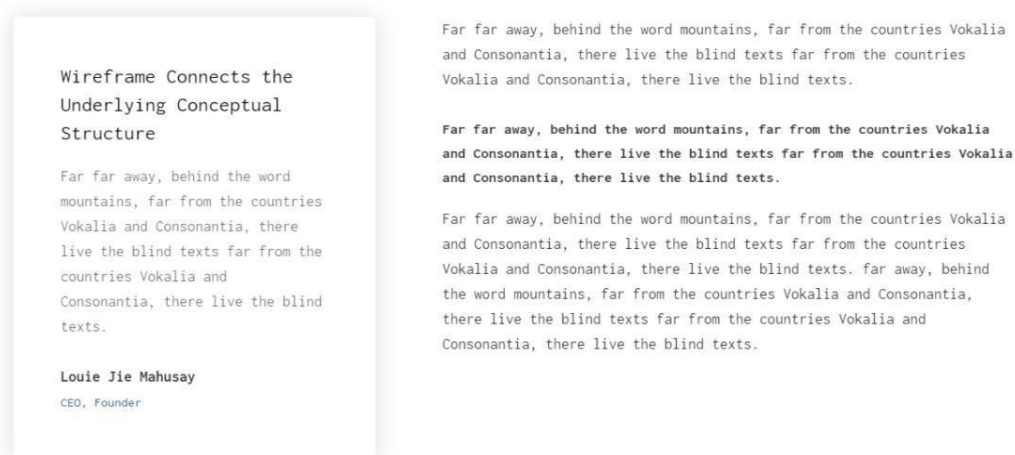 Wireframe Connects the
Underlying Conceptual
Structure
Far far away, behind the word
mountains, far from the countries
Vokalia and Consonantia, there
live the blind texts far from the
countries Vokalia and
Consonantia, there live the blind
texts.
Louie Jie Mahusay
CEO, Founder
Far far away, behind the word mountains, far from the countries Vokalia
and Consonantia, there live the blind texts far from the countries
Vokalia and Consonantia, there live the blind texts.
Far far away, behind the word mountains, far from the countries Vokalia
and Consonantia, there live the blind texts far from the countries Vokalia
and Consonantia, there live the blind texts.
Far far away, behind the word mountains, far from the countries Vokalia
and Consonantia, there live the blind texts far from the countries
Vokalia and Consonantia, there live the blind texts. far away, behind
the word mountains, far from the countries Vokalia and Consonantia,
there live the blind texts far from the countries Vokalia and
Consonantia, there live the blind texts.